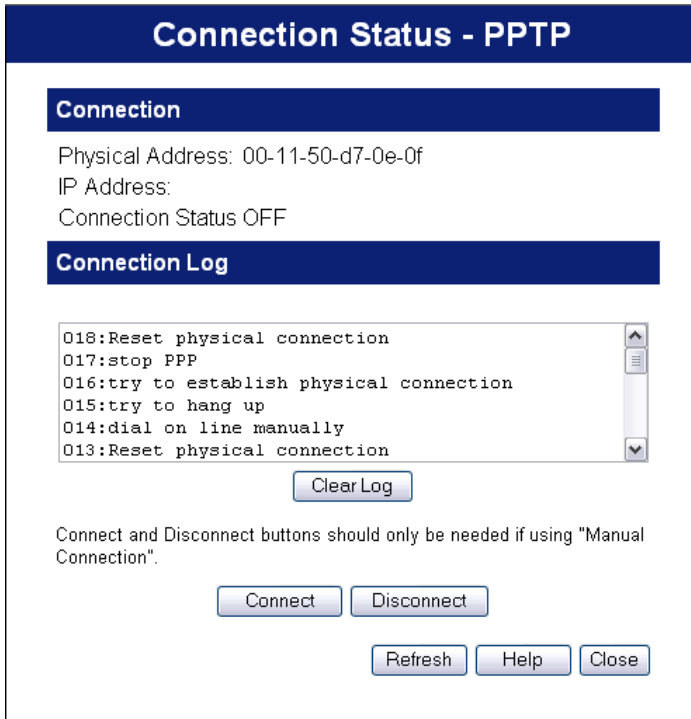 Connection Status - PPTP
Connection
Physical Address: 00-11-50-d7-0e-0f
IP Address:
Connection Status OFF
Connection Log
018:Reset physical connection
017:stop PPP
016:try to establish physical connection
015:try to hang up
014:dial on line manually
013:Reset physical connection
Clear Log
Connect and Disconnect buttons should only be needed if using "Manual
Connection".
Connect Disconnect
Refresh Help Close